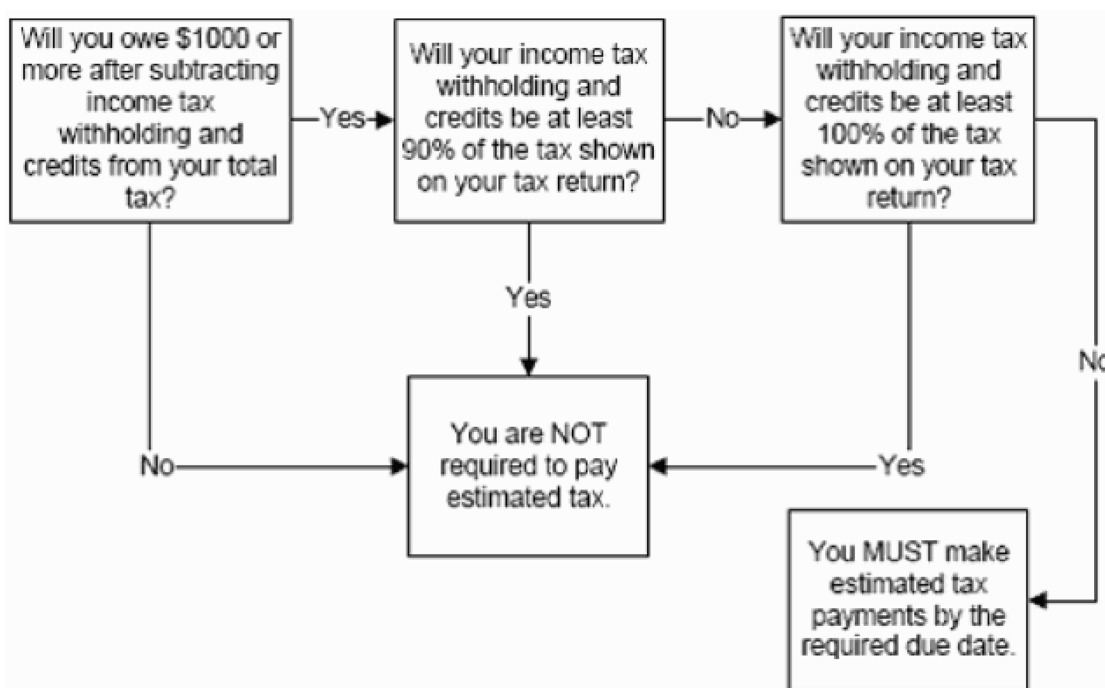 Will you owe $1000 or
more after subtracting
income tax
withholding and
credits from your total
tax?
Yes
Will your income tax
withholding and
credits be at least
90% of the tax shown
on your tax return?
No
Will your income tax
withholding and
credits be at least
100% of the tax
shown on your tax
return?
Yes
No
You are NOT
required to pay
estimated tax.
No
Yes
You MUST make
estimated tax
payments by the
required due date.